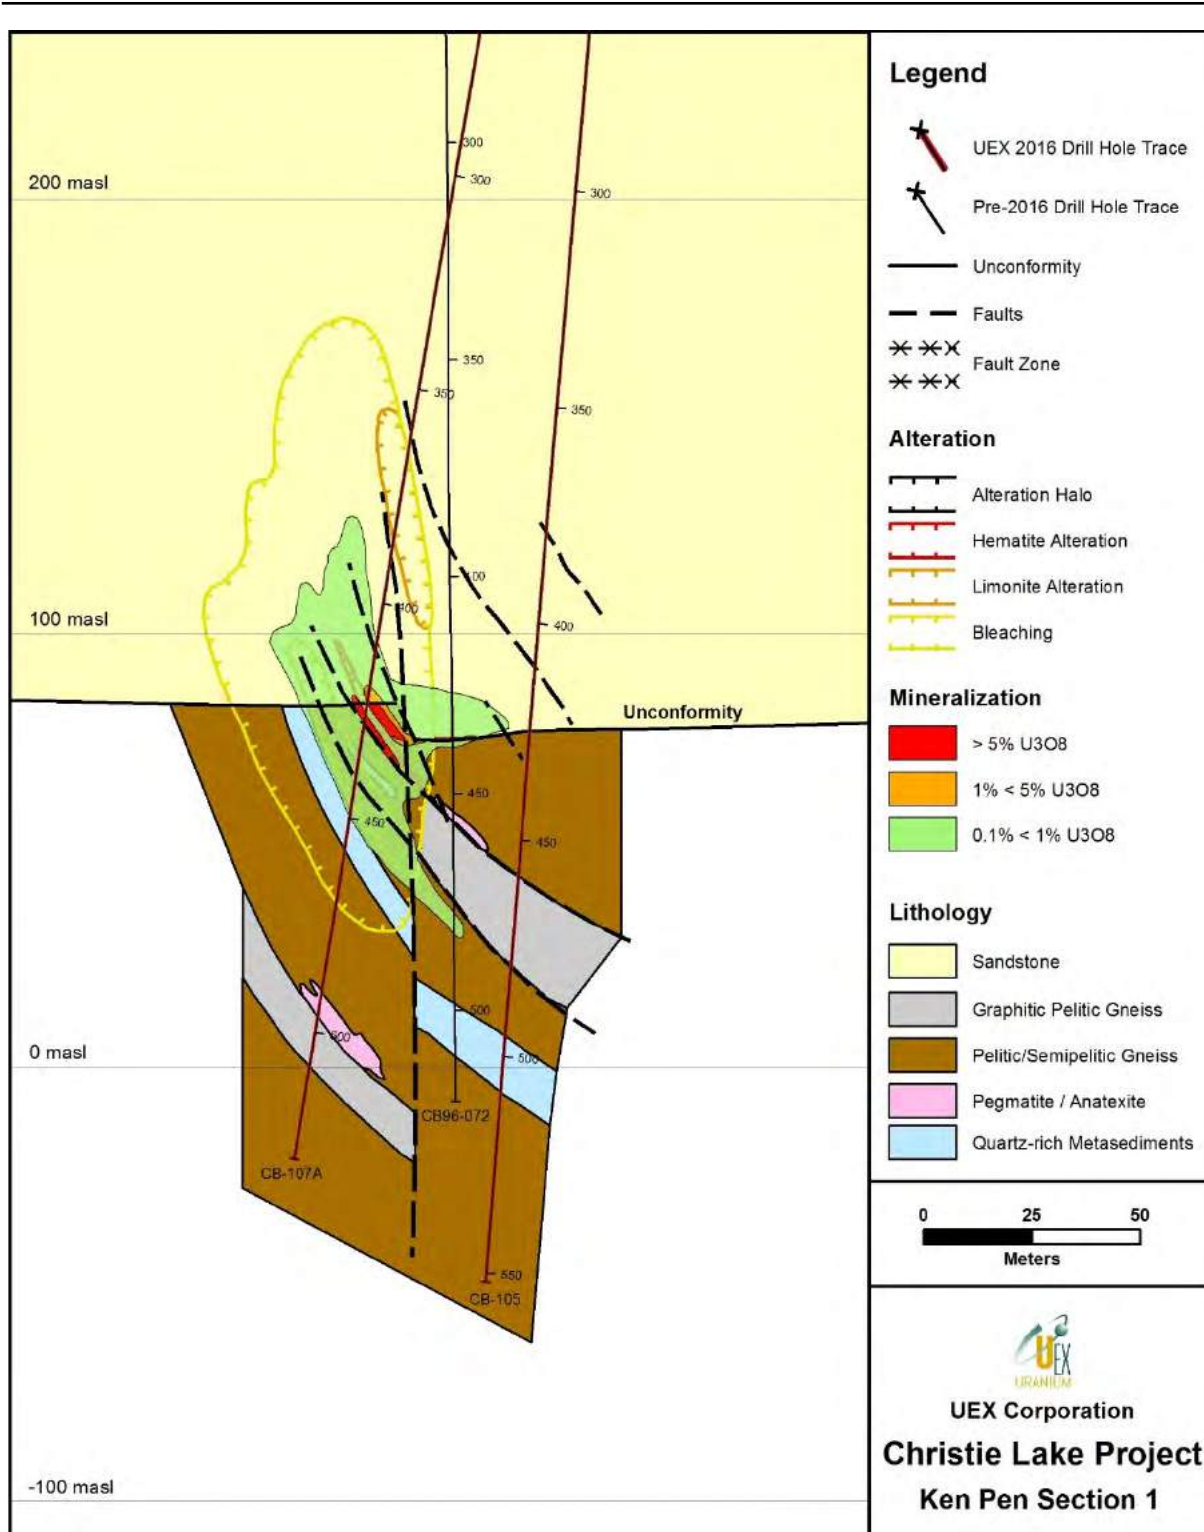 200 masl
300
300
300
350
350
350
400
400
400
100 masl
Unconformity
450
450
450
500
500
500
0 masl
CB96-072
CB-107A
550
CB-105
-100 masl
Legend
UEX 2016 Drill Hole Trace
Pre-2016 Drill Hole Trace
Unconformity
Faults
Fault Zone
Alteration
Alteration Halo
Hematite Alteration
Limonite Alteration
Bleaching
Mineralization
> 5% U3O8
1% < 5% U3O8
0.1% < 1% U3O8
Lithology
Sandstone
Graphitic Pelitic Gneiss
Pelitic/Semipelitic Gneiss
Pegmatite / Anatexite
Quartz-rich Metasediments
0 25 50
Meters
UEX
URANIUM
UEX Corporation
Christie Lake Project
Ken Pen Section 1